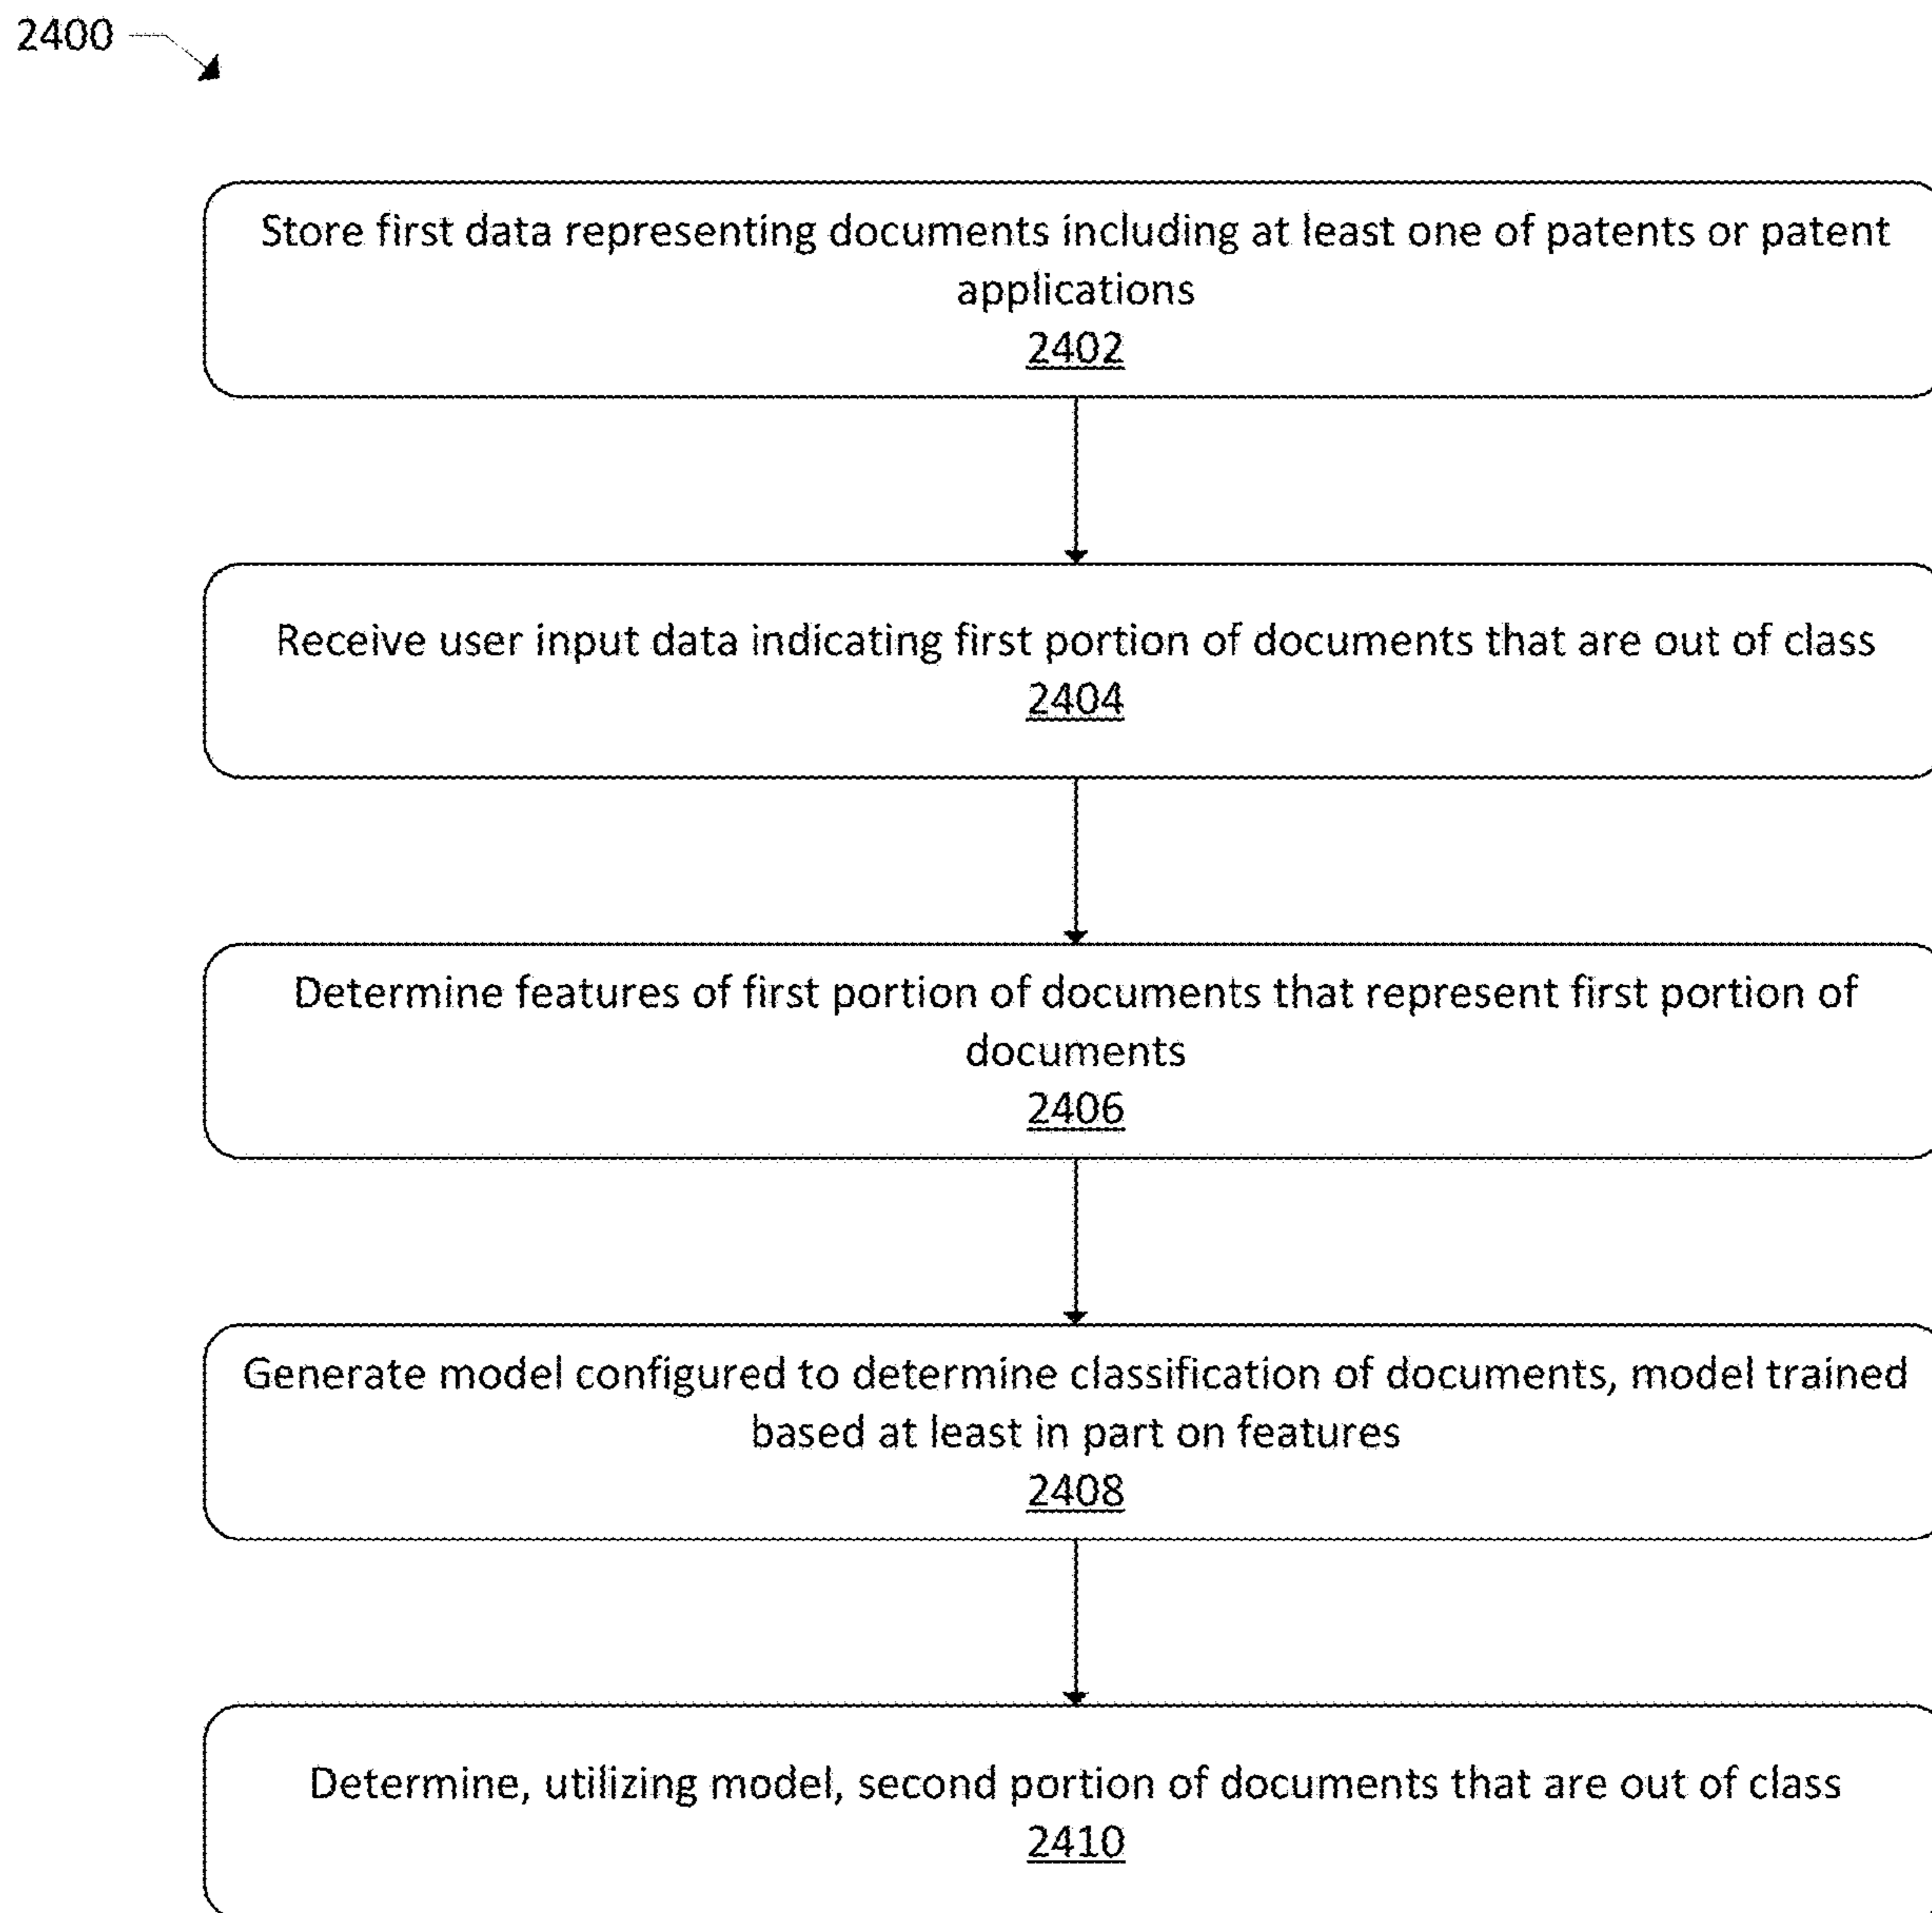 2400
Store first data representing documents including at least one of patents or patent
applications
2402
Receive user input data indicating first portion of documents that are out of class
2404
Determine features of first portion of documents that represent first portion of
documents
2406
Generate model configured to determine classification of documents, model trained
based at least in part on features
2408
Determine, utilizing model, second portion of documents that are out of class
2410